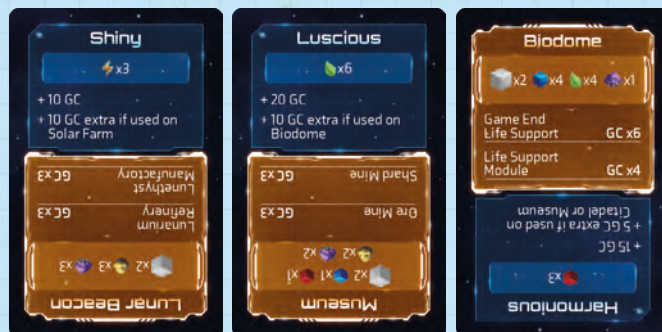 Shiny
x3
+ 10 GC
+ 10 GC extra if used on
Solar Farm
Lunar Beacon
x2 x3 x3
Lunarium
Refinery GC x3
Lunethyst
Manufactory GC x3
Luscious
x6
+ 20 GC
+ 10 GC extra if used on
Biodome
Museum
x2 x1 x1
x2 x2
Ore Mine GC x3
Shard Mine GC x3
Biodome
x2 x4 x4 x1
Game End
Life Support GC x6
Life Support
Module GC x4
Harmonious
x3
+ 15 GC
+ 5 GC extra if used on
Citadel or Museum